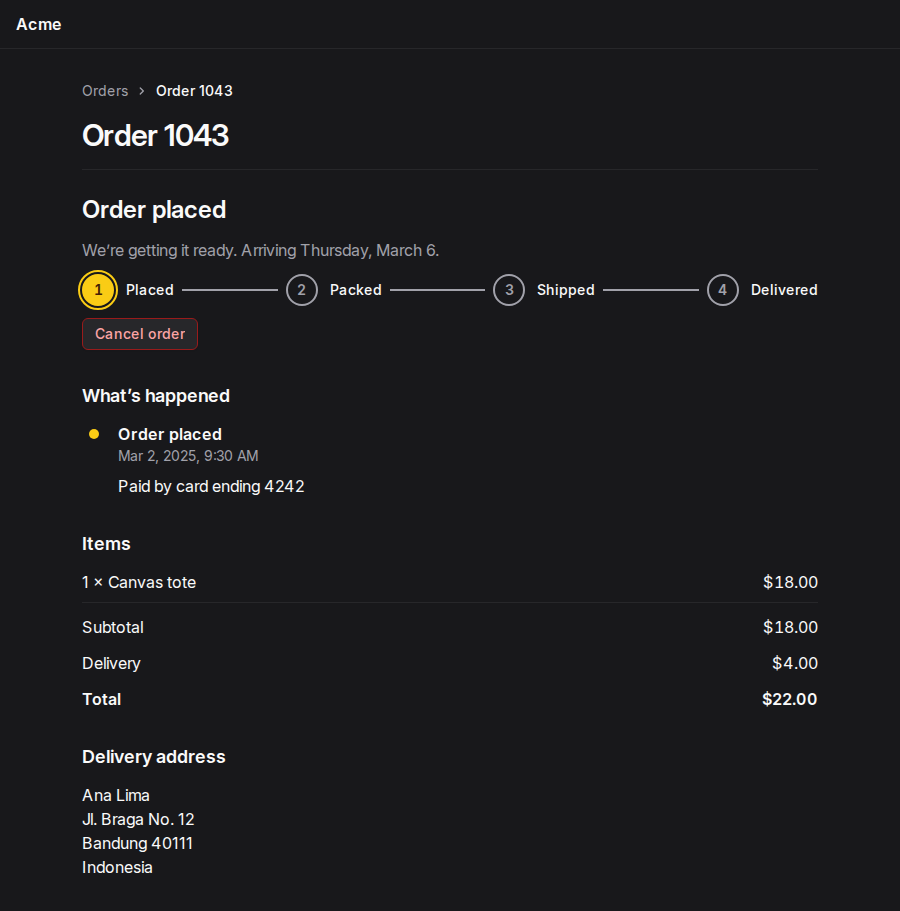 Acme
Orders › Order 1043
Order 1043
Order placed
We’re getting it ready. Arriving Thursday, March 6.
1 Placed 2 Packed 3 Shipped 4 Delivered
Cancel order
What’s happened
Order placed
Mar 2, 2025, 9:30 AM
Paid by card ending 4242
Items
1 × Canvas tote $18.00
Subtotal $18.00
Delivery $4.00
Total $22.00
Delivery address
Ana Lima
Jl. Braga No. 12
Bandung 40111
Indonesia